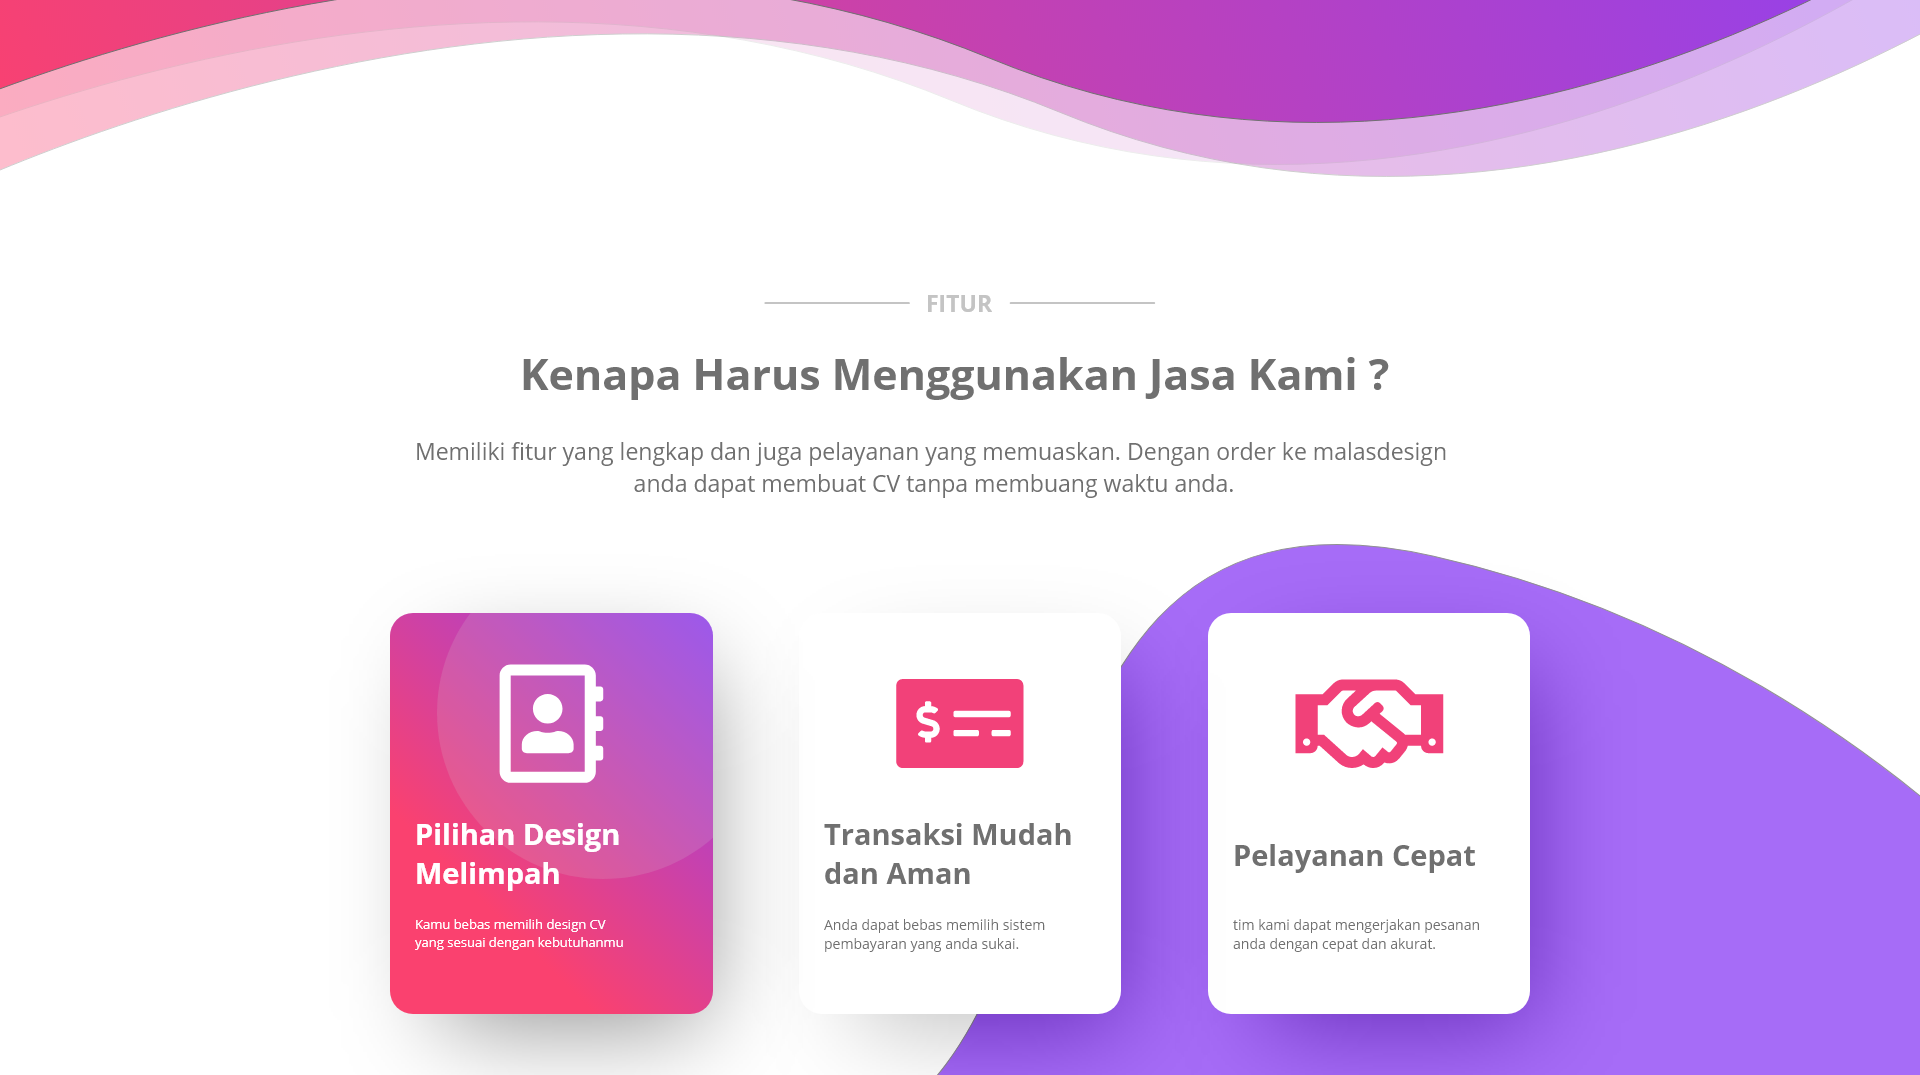 FITUR
Kenapa Harus Menggunakan Jasa Kami ?
Memiliki fitur yang lengkap dan juga pelayanan yang memuaskan. Dengan order ke malasdesign
anda dapat membuat CV tanpa membuang waktu anda.
Pilihan Design
Melimpah
Kamu bebas memilih design CV
yang sesuai dengan kebutuhanmu
$
Transaksi Mudah
dan Aman
Anda dapat bebas memilih sistem
pembayaran yang anda sukai.
Pelayanan Cepat
tim kami dapat mengerjakan pesanan
anda dengan cepat dan akurat.